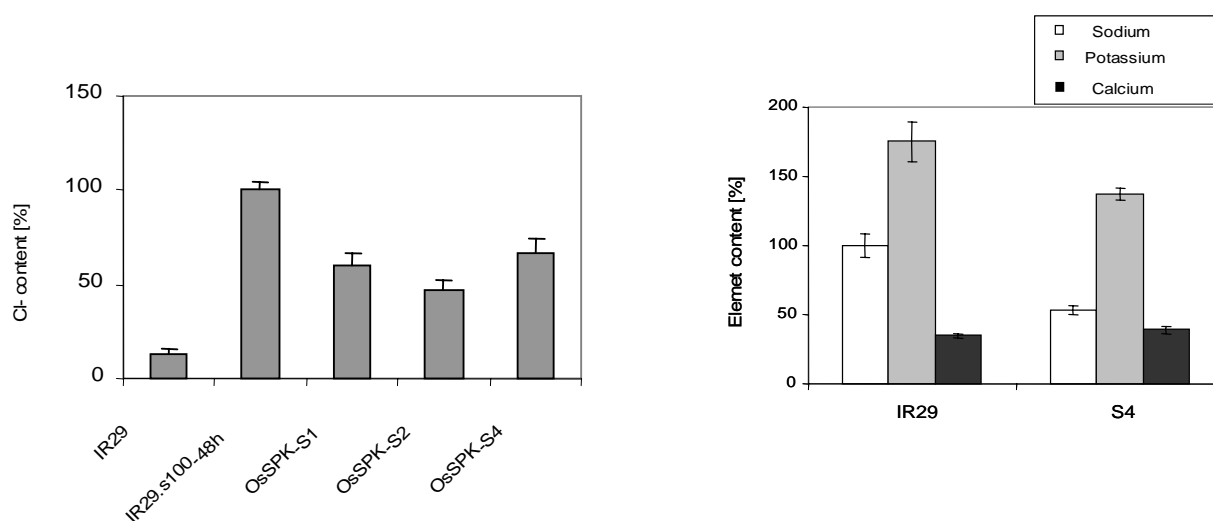 Cl- content [%]
150
100
50
0
IR29
IR29.s100-48h
OsSPK-S1
OsSPK-S2
OsSPK-S4
Sodium
Potassium
Calcium
Elemet content [%]
200
150
100
50
0
IR29
S4